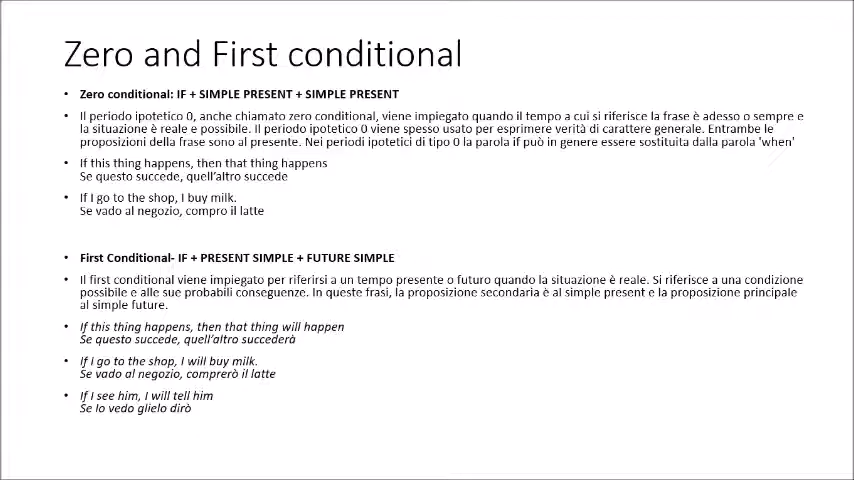 Zero and First conditional
• Zero conditional: IF + SIMPLE PRESENT + SIMPLE PRESENT
• Il periodo ipotetico 0, anche chiamato zero conditional, viene impiegato quando il tempo a cui si riferisce la frase è adesso o sempre e
la situazione è reale e possibile. Il periodo ipotetico 0 viene spesso usato per esprimere verità di carattere generale. Entrambe le
proposizioni della frase sono al presente. Nei periodi ipotetici di tipo 0 la parola if può in genere essere sostituita dalla parola 'when'
• If this thing happens, then that thing happens
Se questo succede, quell'altro succede
• If I go to the shop, I buy milk.
Se vado al negozio, compro il latte
• First Conditional- IF + PRESENT SIMPLE + FUTURE SIMPLE
• Il first conditional viene impiegato per riferirsi a un tempo presente o futuro quando la situazione è reale. Si riferisce a una condizione
possibile e alle sue probabili conseguenze. In queste frasi, la proposizione secondaria è al simple present e la proposizione principale
al simple future.
• If this thing happens, then that thing will happen
Se questo succede, quell'altro succederà
• If I go to the shop, I will buy milk.
Se vado al negozio, comprerò il latte
• If I see him, I will tell him
Se lo vedo glielo dirò